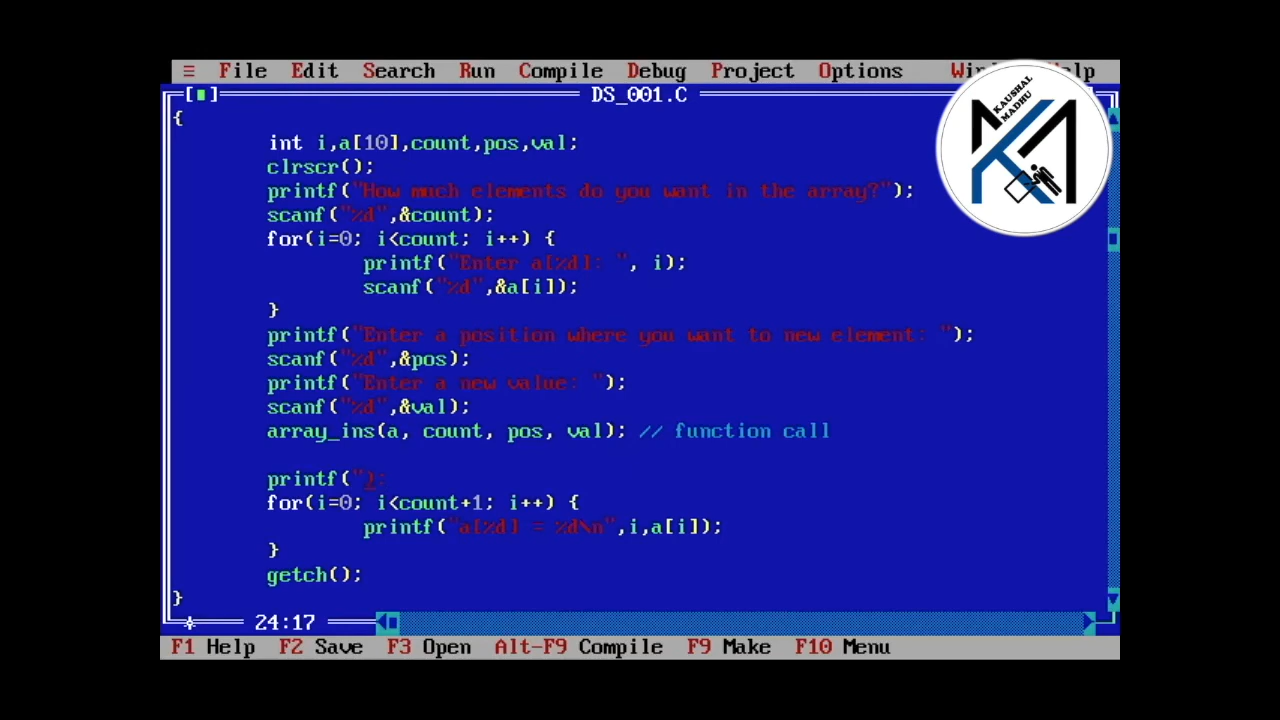 ≡ File Edit Search Run Compile Debug Project Options
[■] DS_001.C
{
int i,a[10],count,pos,val;
clrscr();
printf("How much elements do you want in the array?");
scanf("%d",&count);
for(i=0; i<count; i++) {
printf("Enter a[%d]: ", i);
scanf("%d",&a[i]);
}
printf("Enter a position where you want to new element: ");
scanf("%d",&pos);
printf("Enter a new value: ");
scanf("%d",&val);
array_ins(a, count, pos, val); // function call
printf(");
for(i=0; i<count+1; i++) {
printf("a[%d] = %d\n",i,a[i]);
}
getch();
}
24:17
F1 Help F2 Save F3 Open Alt-F9 Compile F9 Make F10 Menu
KAUSHAL
MADHU